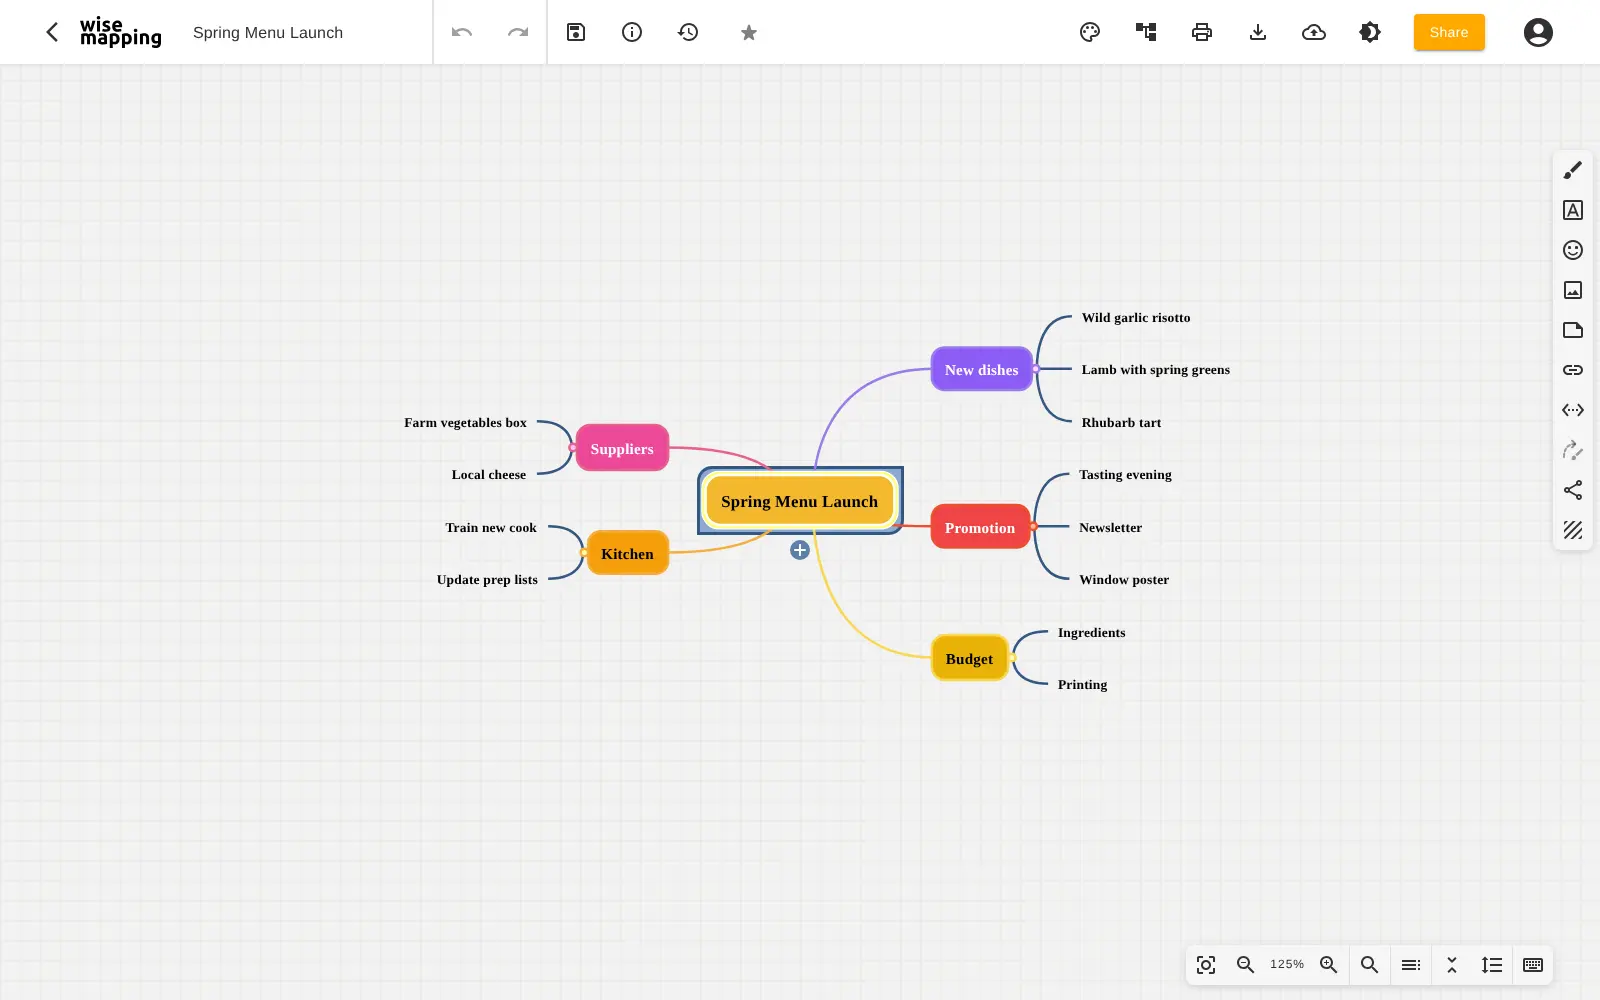 wise
mapping
Spring Menu Launch
Share
Wild garlic risotto
New dishes
Lamb with spring greens
Rhubarb tart
Farm vegetables box
Suppliers
Local cheese
Spring Menu Launch
Tasting evening
Promotion
Newsletter
Window poster
Train new cook
Kitchen
Update prep lists
Ingredients
Budget
Printing
125%